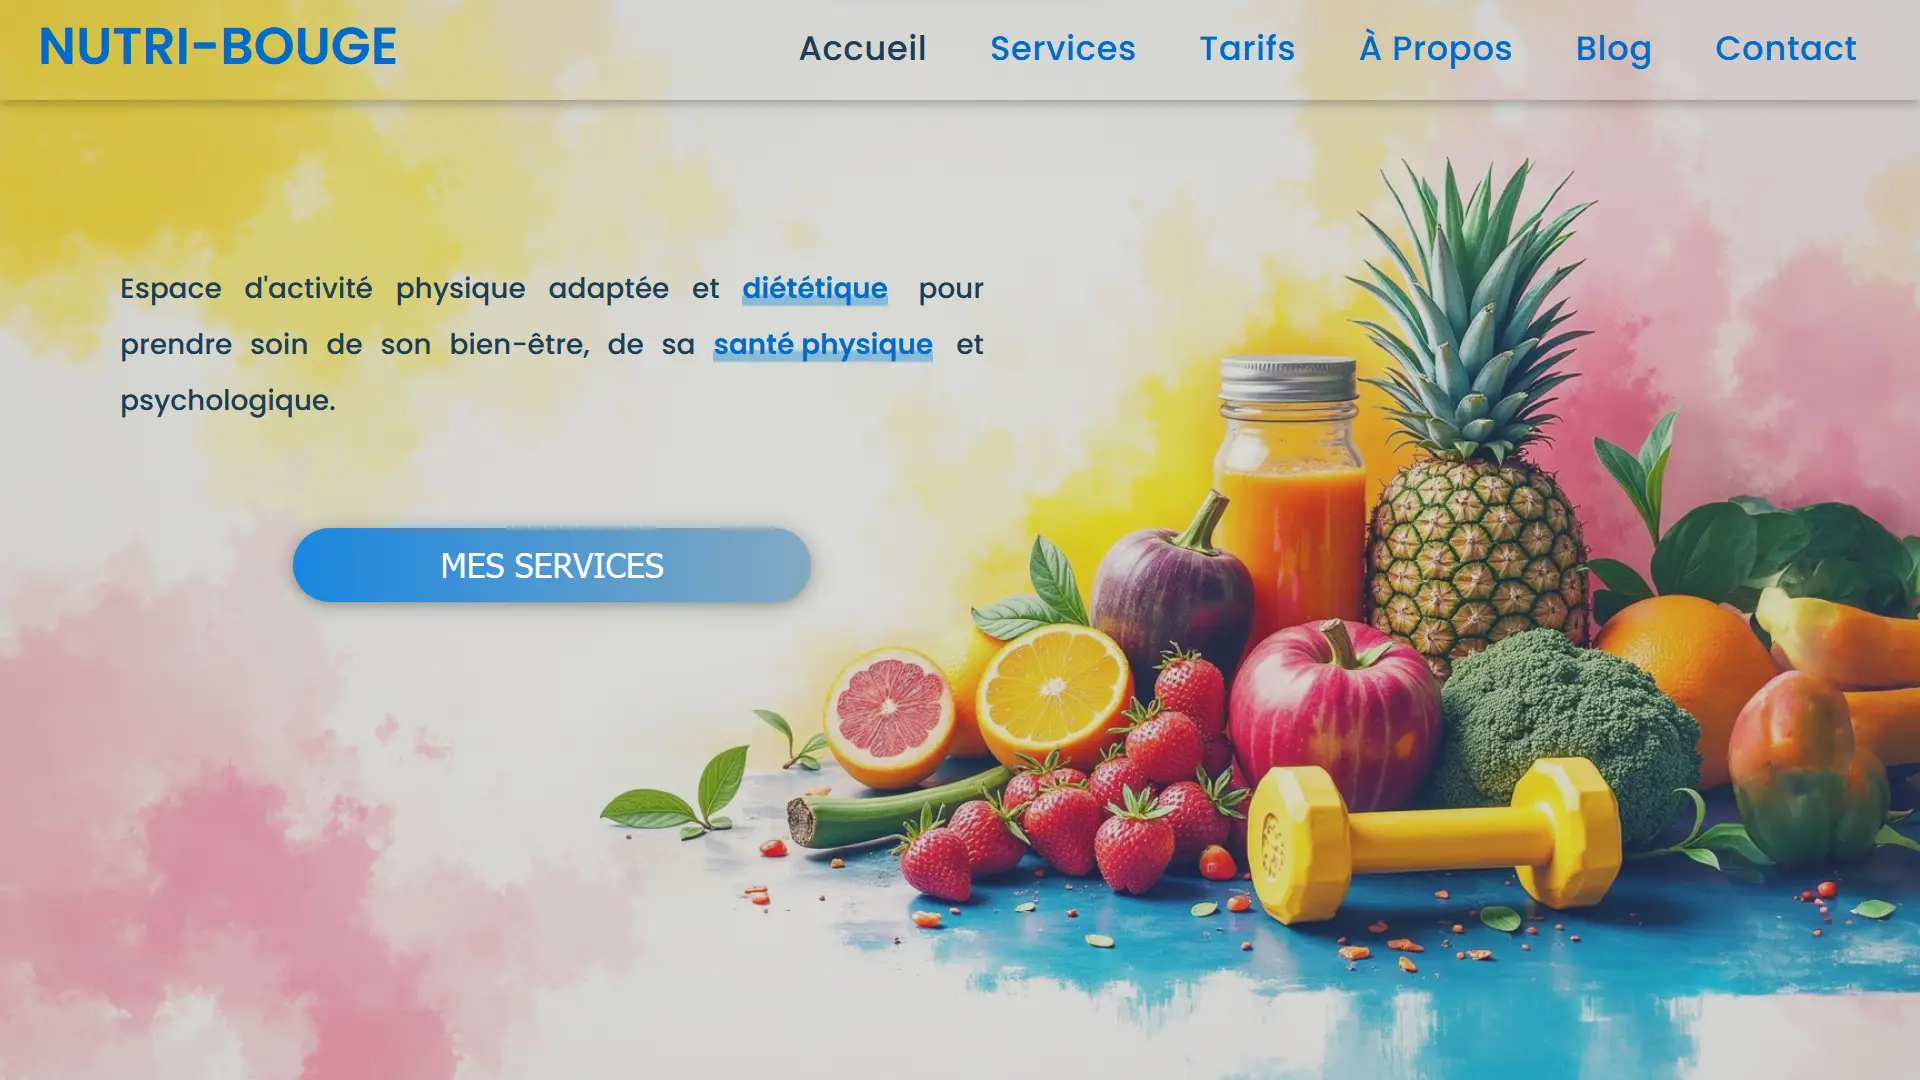 NUTRI-BOUGE
Accueil Services Tarifs À Propos Blog Contact
Espace d'activité physique adaptée et diététique pour
prendre soin de son bien-être, de sa santé physique et
psychologique.
MES SERVICES